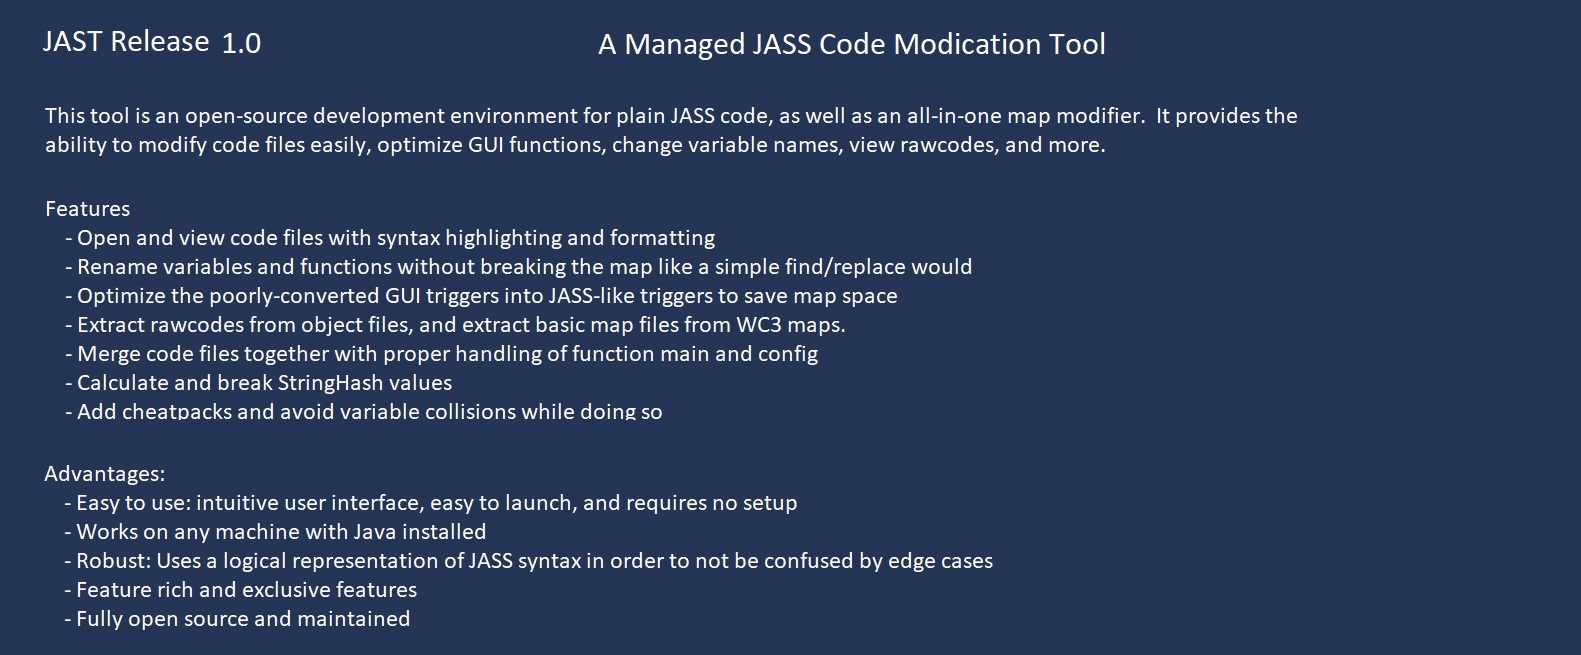 JAST Release 1.0
A Managed JASS Code Modication Tool
This tool is an open-source development environment for plain JASS code, as well as an all-in-one map modifier. It provides the
ability to modify code files easily, optimize GUI functions, change variable names, view rawcodes, and more.
Features
- Open and view code files with syntax highlighting and formatting
- Rename variables and functions without breaking the map like a simple find/replace would
- Optimize the poorly-converted GUI triggers into JASS-like triggers to save map space
- Extract rawcodes from object files, and extract basic map files from WC3 maps.
- Merge code files together with proper handling of function main and config
- Calculate and break StringHash values
- Add cheatpacks and avoid variable collisions while doing so
Advantages:
- Easy to use: intuitive user interface, easy to launch, and requires no setup
- Works on any machine with Java installed
- Robust: Uses a logical representation of JASS syntax in order to not be confused by edge cases
- Feature rich and exclusive features
- Fully open source and maintained